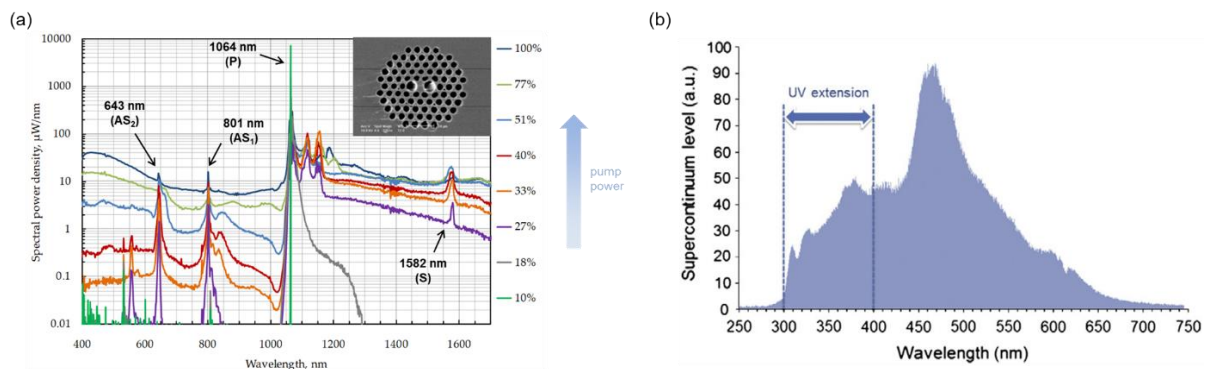 (a)
Spectral power density, μW/nm
10000
1000
100
10
1
0.1
0.01
1064 nm
(P)
643 nm
(AS2)
801 nm
(AS1)
1582 nm
(S)
400
600
800
1000
1200
1400
1600
Wavelength, nm
100%
77%
51%
40%
33%
27%
18%
10%
pump
power
(b)
Supercontinuum level (a.u.)
100
90
80
70
60
50
40
30
20
10
0
UV extension
250
300
350
400
450
500
550
600
650
700
750
Wavelength (nm)